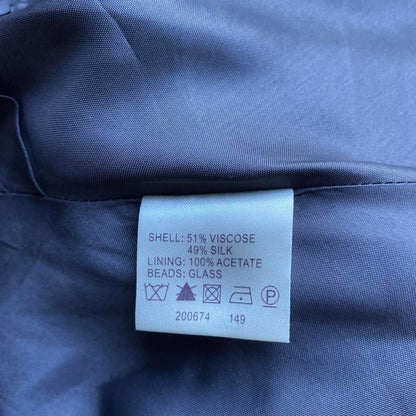 SHELL: 51% VISCOSE
49% SILK
LINING: 100% ACETATE
BEADS: GLASS
P
200674 149